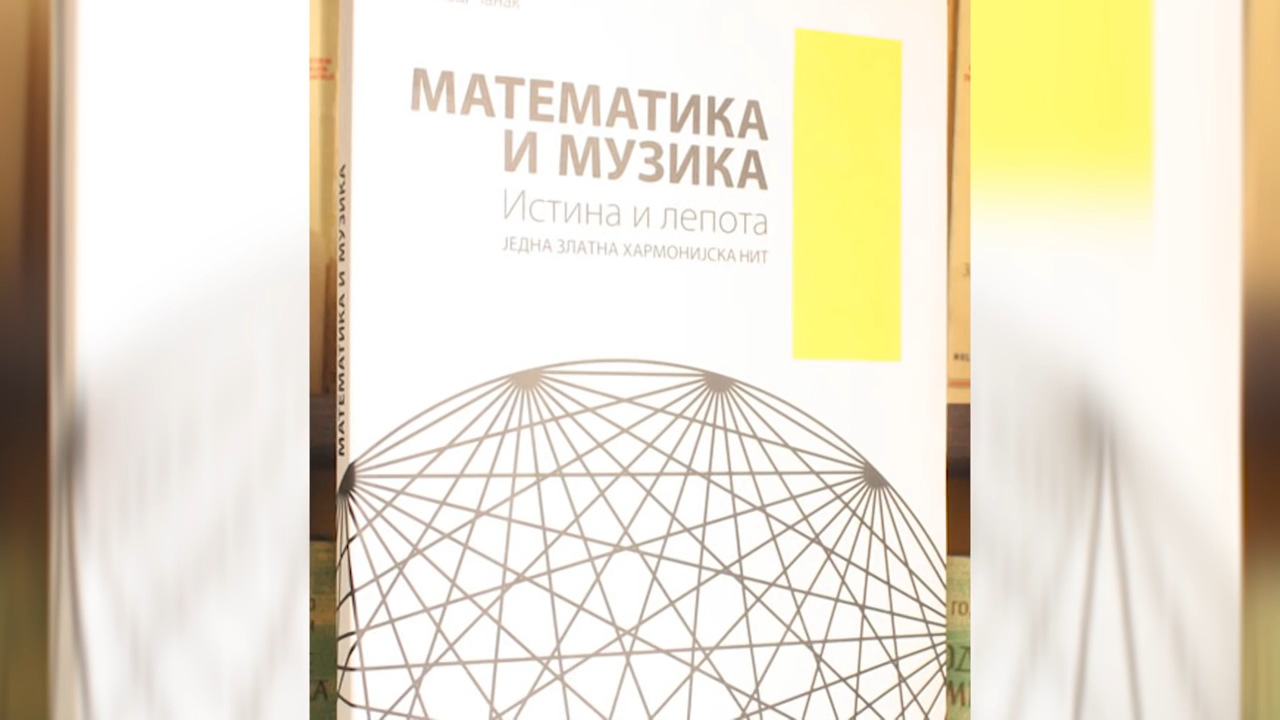 МАТЕМАТИКА
И МУЗИКА
Истина и лепота
ЈЕДНА ЗЛАТНА ХАРМОНИЈСКА НИТ
МАТЕМАТИКА И МУЗИКА